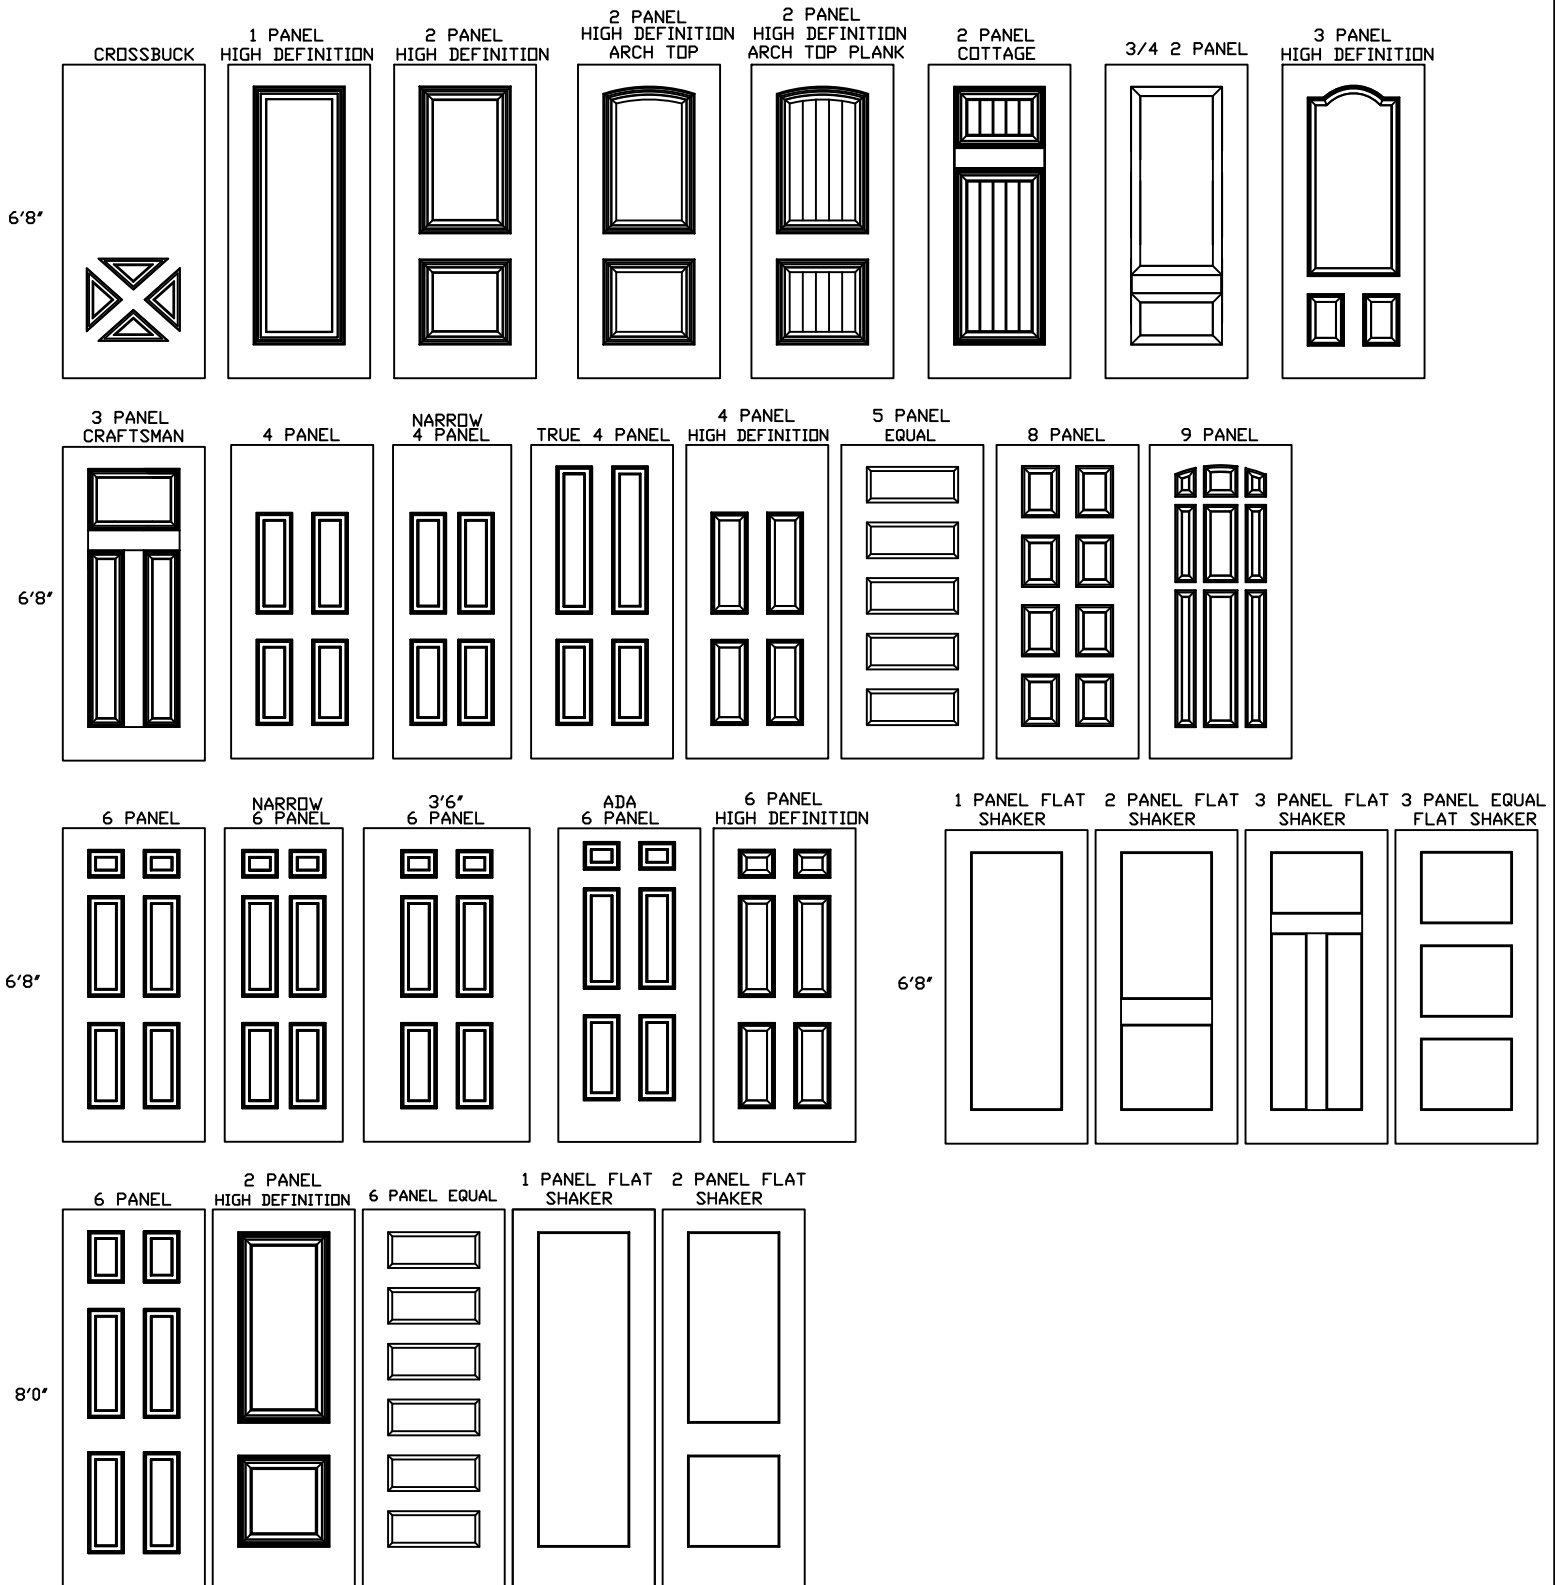 CROSSBUCK
1 PANEL
HIGH DEFINITION
2 PANEL
HIGH DEFINITION
2 PANEL
HIGH DEFINITION
ARCH TOP
2 PANEL
HIGH DEFINITION
ARCH TOP PLANK
2 PANEL
COTTAGE
3/4 2 PANEL
3 PANEL
HIGH DEFINITION
6'8"
3 PANEL
CRAFTSMAN
4 PANEL
NARROW
4 PANEL
TRUE 4 PANEL
4 PANEL
HIGH DEFINITION
5 PANEL
EQUAL
8 PANEL
9 PANEL
6'8"
6 PANEL
NARROW
6 PANEL
3'6"
6 PANEL
ADA
6 PANEL
6 PANEL
HIGH DEFINITION
6'8"
1 PANEL FLAT
SHAKER
2 PANEL FLAT
SHAKER
3 PANEL FLAT
SHAKER
3 PANEL EQUAL
FLAT SHAKER
6'8"
6 PANEL
2 PANEL
HIGH DEFINITION
6 PANEL EQUAL
1 PANEL FLAT
SHAKER
2 PANEL FLAT
SHAKER
8'0"